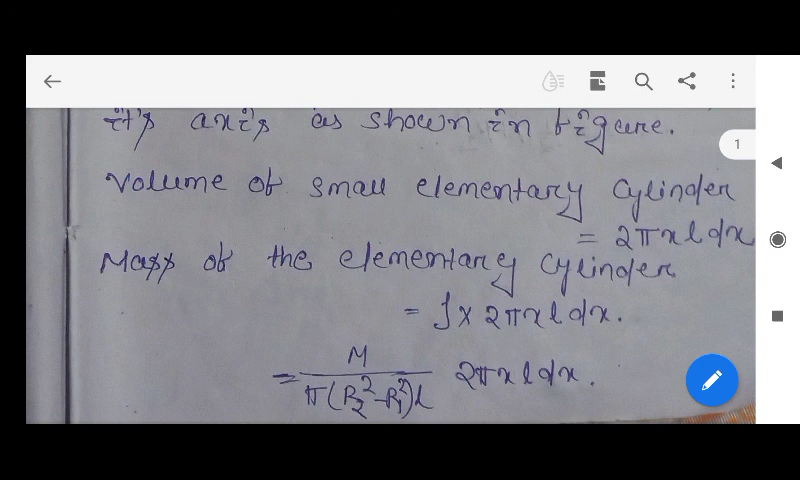 it's axis as shown in figure.
1
Volume of small elementary cylinder
= 2πxldx
Mass of the elementary cylinder
= ρ × 2πxldx.
= M / π(R₂² - R₁²)l 2πxldx.